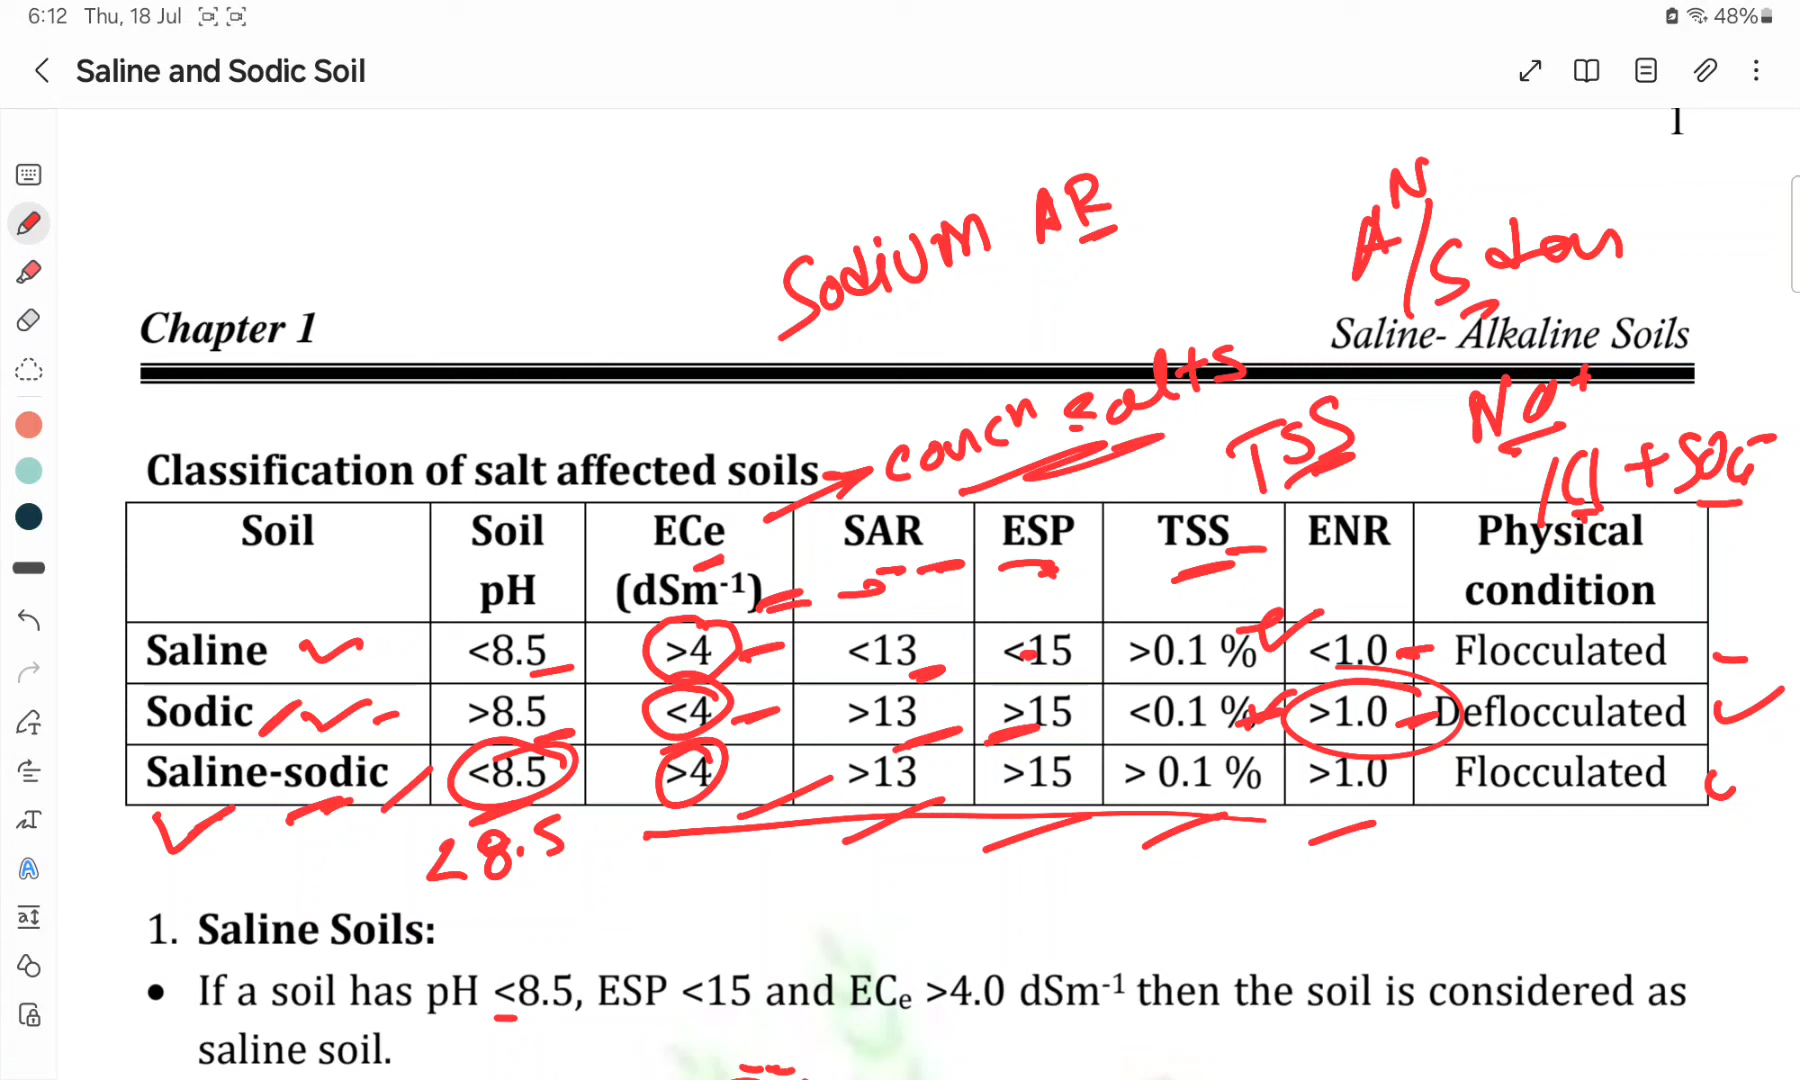 6:12 Thu, 18 Jul 48%
Saline and Sodic Soil
1
Sodium AR
Chapter 1 Saline- Alkaline Soils
salts
TSS
Na+
Classification of salt affected soils
Soil Soil pH ECe (dSm-1) SAR ESP TSS ENR Physical condition
Saline <8.5 >4 <13 <15 >0.1 % <1.0 Flocculated
Sodic >8.5 <4 >13 >15 <0.1 % >1.0 Deflocculated
Saline-sodic <8.5 >4 >13 >15 > 0.1 % >1.0 Flocculated
<8.5
1. Saline Soils:
• If a soil has pH <8.5, ESP <15 and ECe >4.0 dSm-1 then the soil is considered as
saline soil.